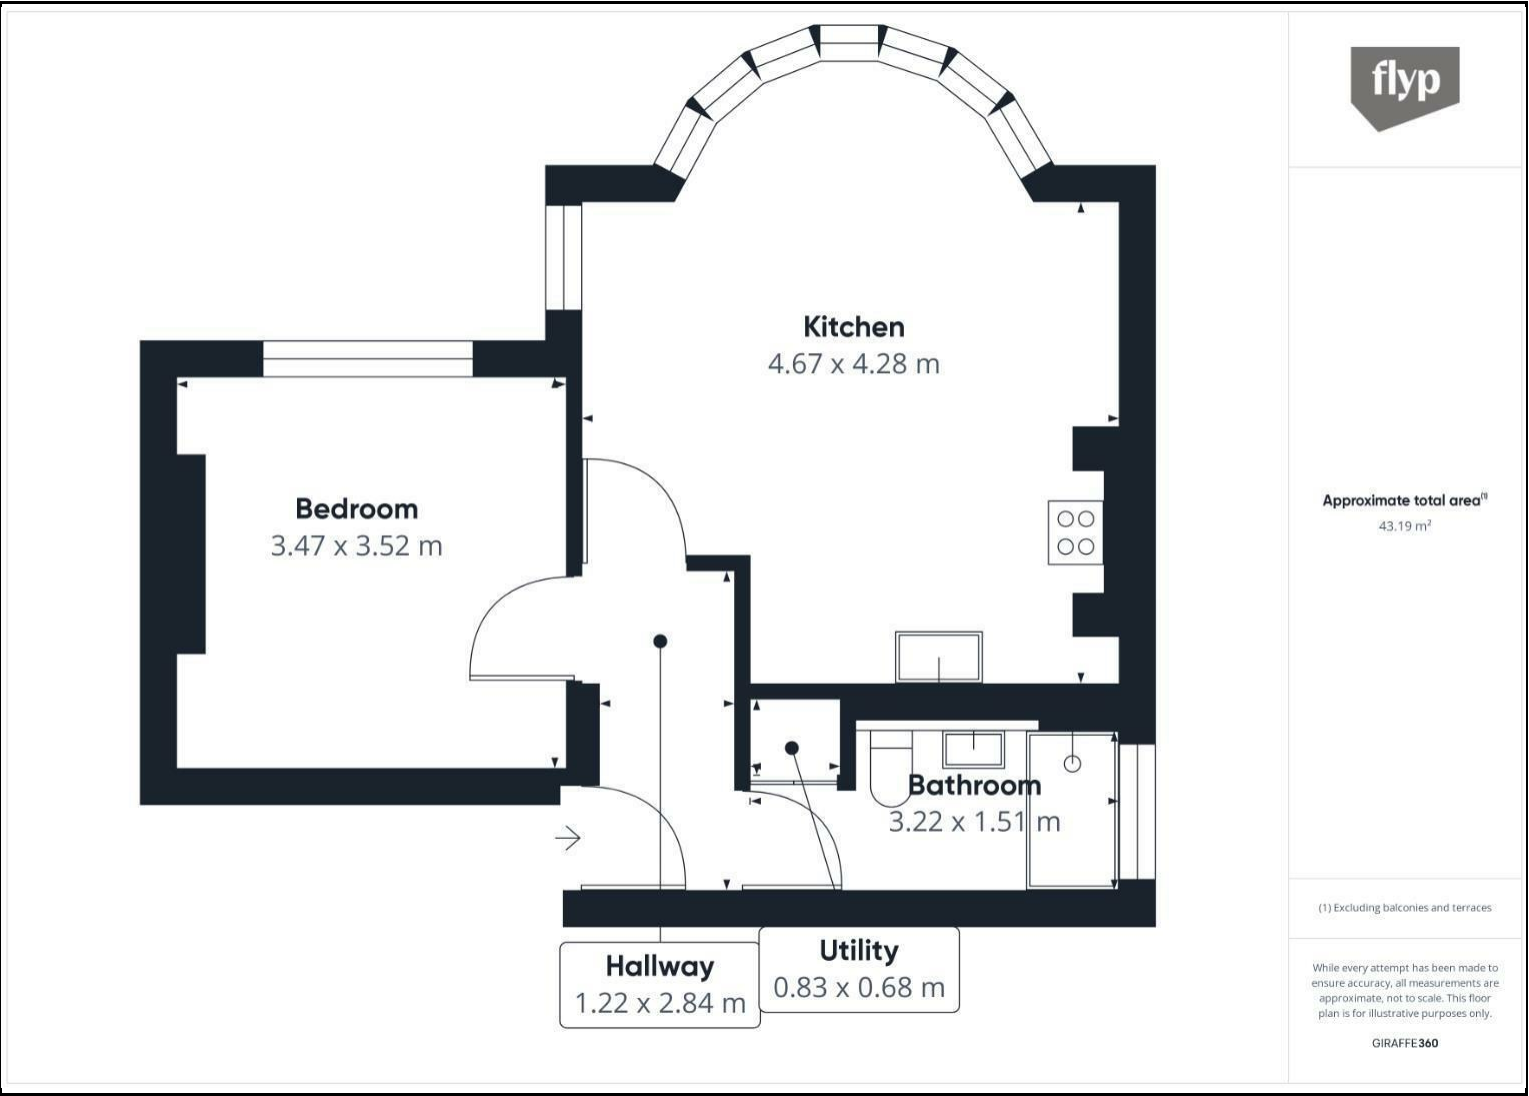 flyp
Kitchen
4.67 x 4.28 m
Bedroom
3.47 x 3.52 m
Bathroom
3.22 x 1.51 m
Hallway
1.22 x 2.84 m
Utility
0.83 x 0.68 m
Approximate total area(1)
43.19 m²
(1) Excluding balconies and terraces
While every attempt has been made to
ensure accuracy, all measurements are
approximate, not to scale. This floor
plan is for illustrative purposes only.
GIRAFFE360